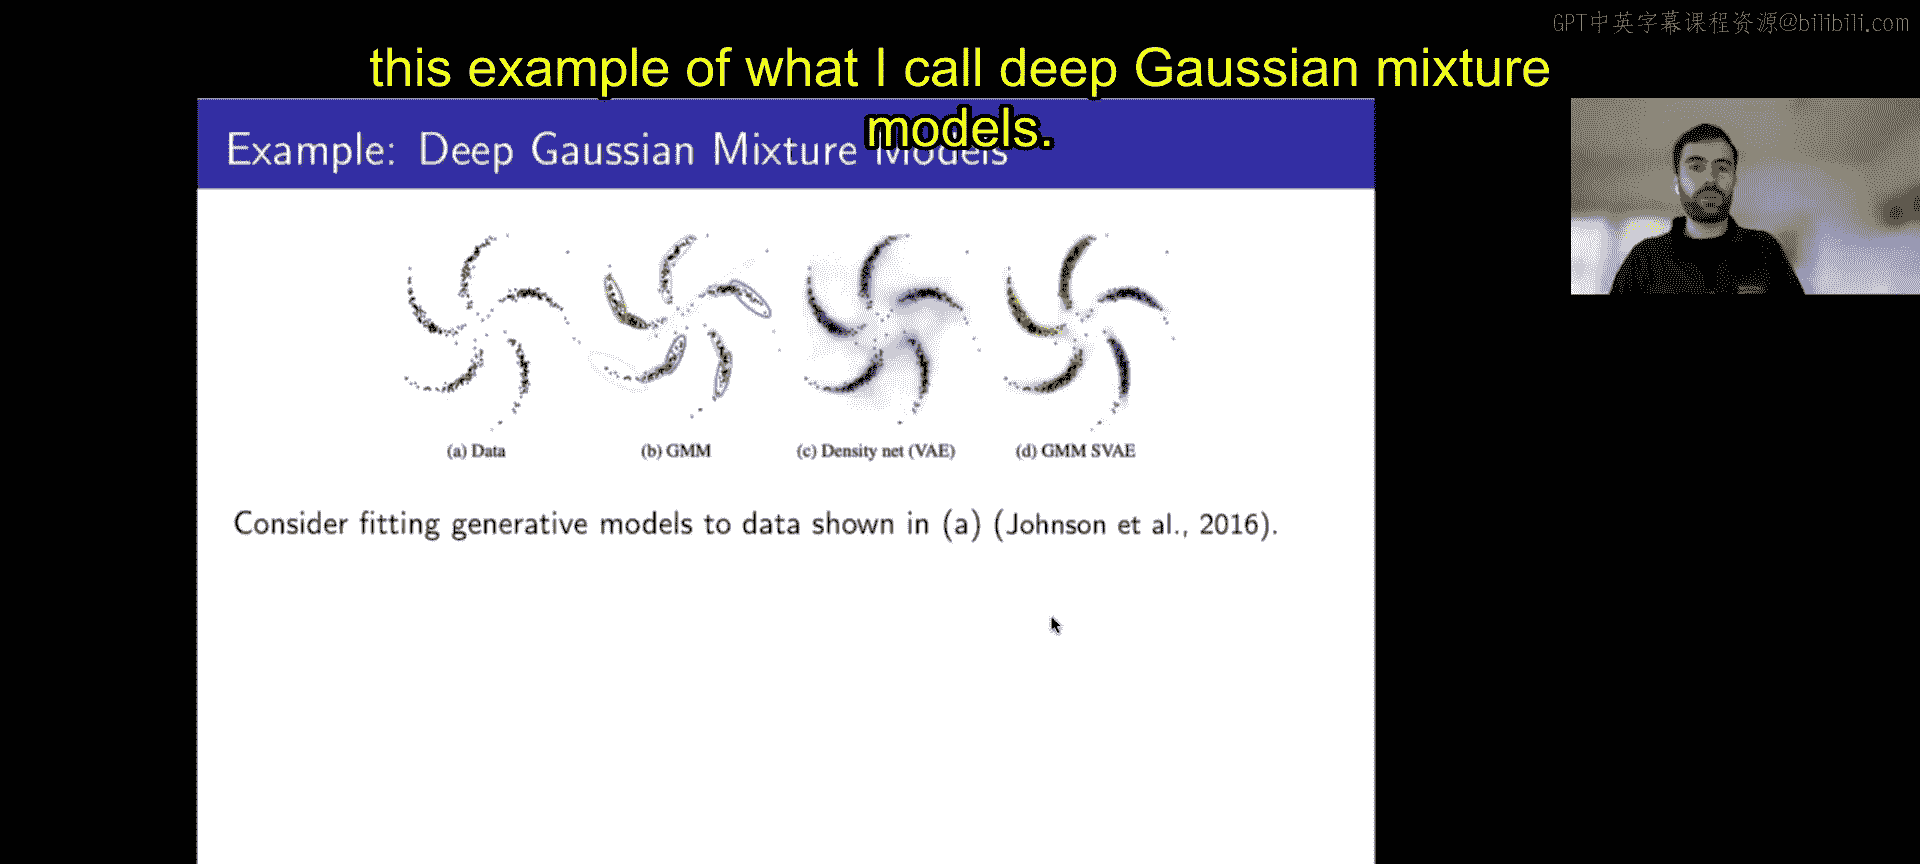 GPT中英字幕课程资源@bilibili.com
this example of what I call deep Gaussian mixture
models.
Example: Deep Gaussian Mixture Models
(a) Data
(b) GMM
(c) Density net (VAE)
(d) GMM SVAE
Consider fitting generative models to data shown in (a) (Johnson et al., 2016).